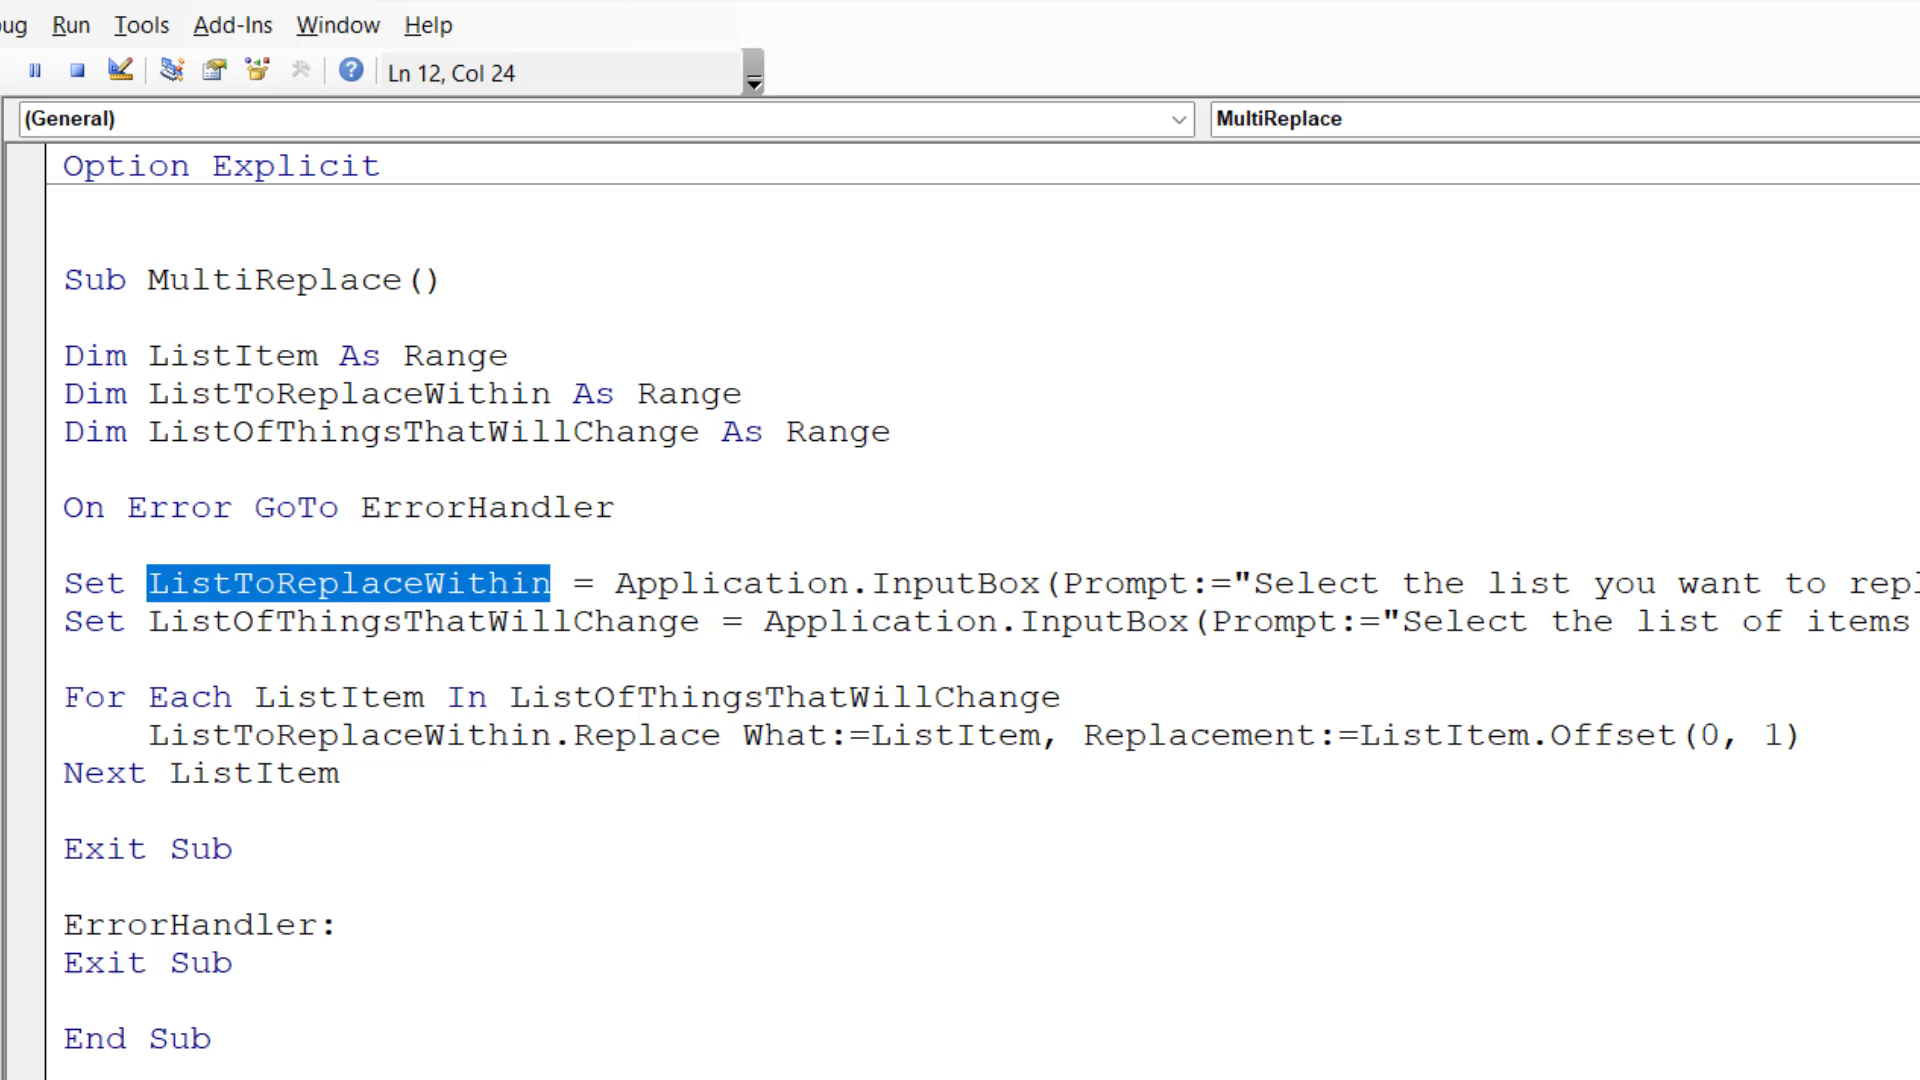 ug Run Tools Add-Ins Window Help
Ln 12, Col 24
(General) MultiReplace
Option Explicit
Sub MultiReplace()
Dim ListItem As Range
Dim ListToReplaceWithin As Range
Dim ListOfThingsThatWillChange As Range
On Error GoTo ErrorHandler
Set ListToReplaceWithin = Application.InputBox(Prompt:="Select the list you want to repl
Set ListOfThingsThatWillChange = Application.InputBox(Prompt:="Select the list of items
For Each ListItem In ListOfThingsThatWillChange
    ListToReplaceWithin.Replace What:=ListItem, Replacement:=ListItem.Offset(0, 1)
Next ListItem
Exit Sub
ErrorHandler:
Exit Sub
End Sub